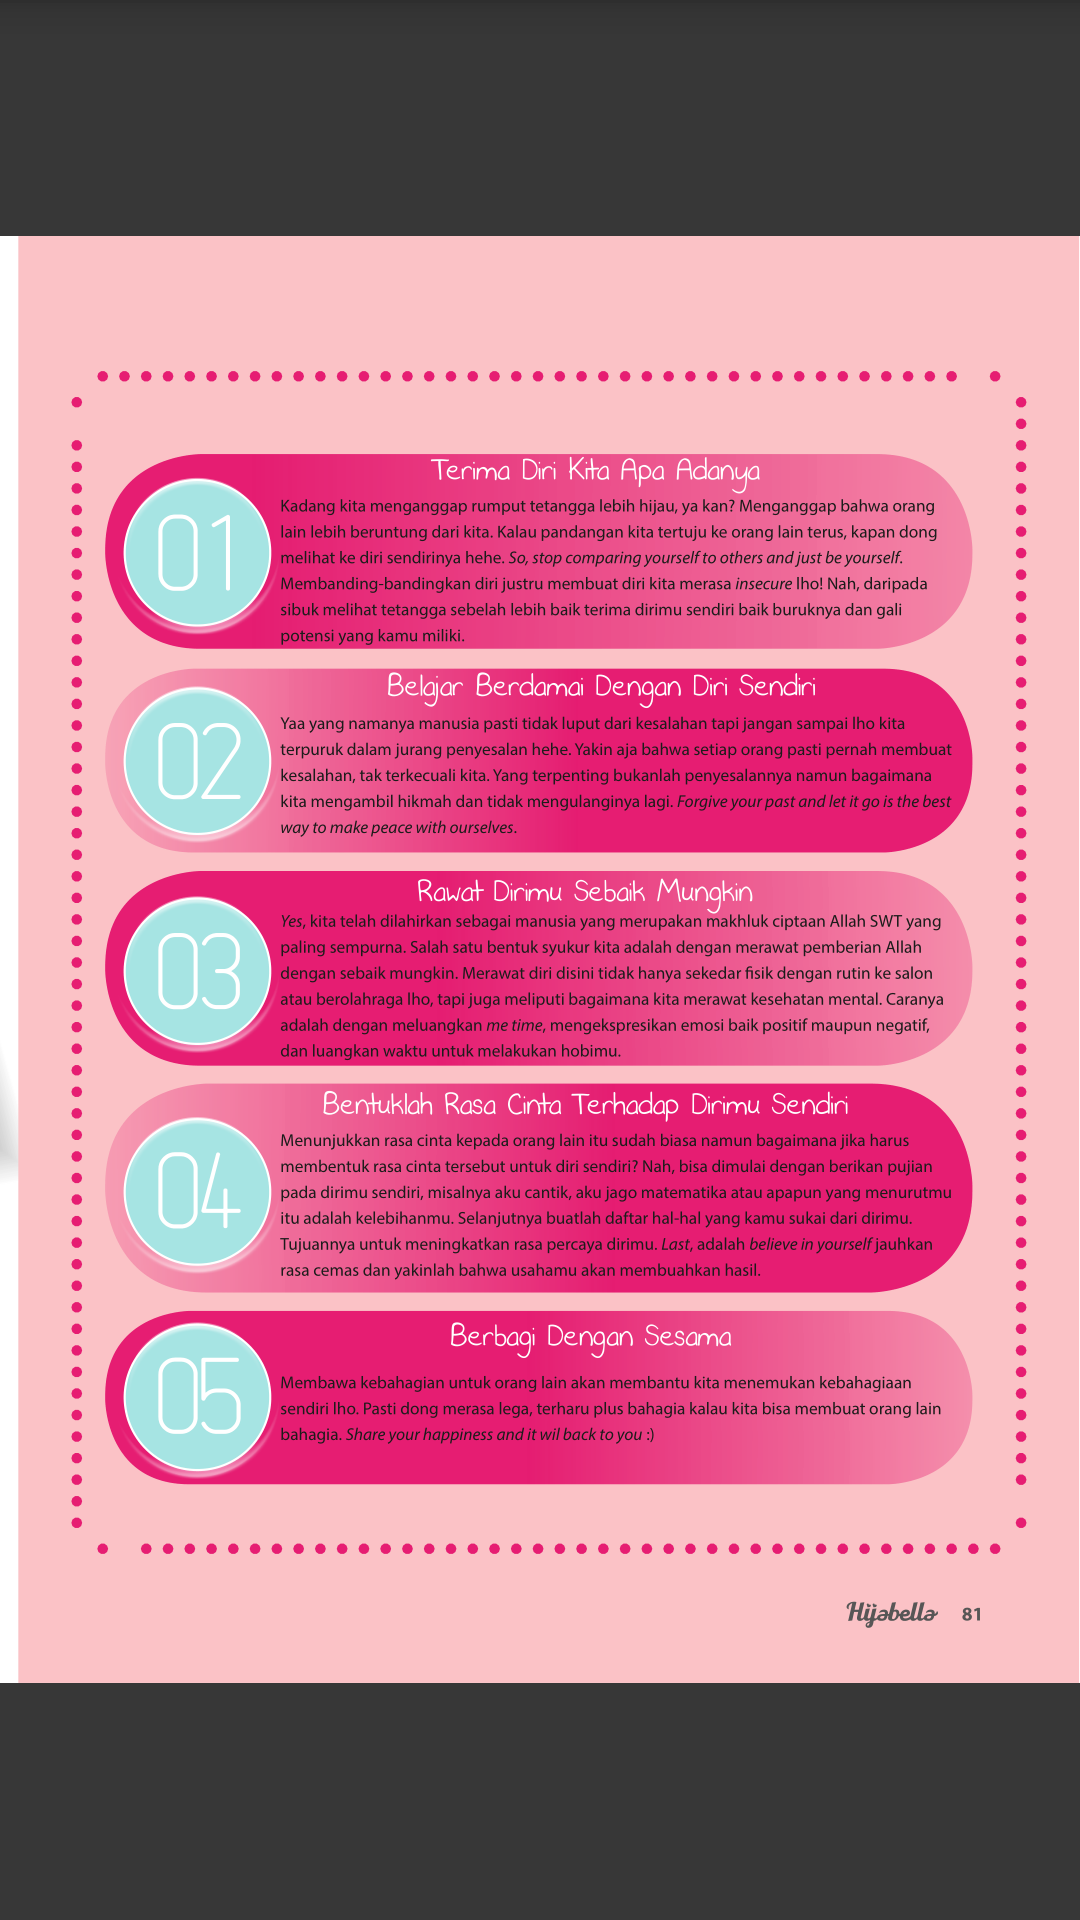 Terima Diri Kita Apa Adanya
01
Kadang kita menganggap rumput tetangga lebih hijau, ya kan? Menganggap bahwa orang
lain lebih beruntung dari kita. Kalau pandangan kita tertuju ke orang lain terus, kapan dong
melihat ke diri sendirinya hehe. So, stop comparing yourself to others and just be yourself.
Membanding-bandingkan diri justru membuat diri kita merasa insecure lho! Nah, daripada
sibuk melihat tetangga sebelah lebih baik terima dirimu sendiri baik buruknya dan gali
potensi yang kamu miliki.
Belajar Berdamai Dengan Diri Sendiri
02
Yaa yang namanya manusia pasti tidak luput dari kesalahan tapi jangan sampai lho kita
terpuruk dalam jurang penyesalan hehe. Yakin aja bahwa setiap orang pasti pernah membuat
kesalahan, tak terkecuali kita. Yang terpenting bukanlah penyesalannya namun bagaimana
kita mengambil hikmah dan tidak mengulanginya lagi. Forgive your past and let it go is the best
way to make peace with ourselves.
Rawat Dirimu Sebaik Mungkin
03
Yes, kita telah dilahirkan sebagai manusia yang merupakan makhluk ciptaan Allah SWT yang
paling sempurna. Salah satu bentuk syukur kita adalah dengan merawat pemberian Allah
dengan sebaik mungkin. Merawat diri disini tidak hanya sekedar fisik dengan rutin ke salon
atau berolahraga lho, tapi juga meliputi bagaimana kita merawat kesehatan mental. Caranya
adalah dengan meluangkan me time, mengekspresikan emosi baik positif maupun negatif,
dan luangkan waktu untuk melakukan hobimu.
Bentuklah Rasa Cinta Terhadap Dirimu Sendiri
04
Menunjukkan rasa cinta kepada orang lain itu sudah biasa namun bagaimana jika harus
membentuk rasa cinta tersebut untuk diri sendiri? Nah, bisa dimulai dengan berikan pujian
pada dirimu sendiri, misalnya aku cantik, aku jago matematika atau apapun yang menurutmu
itu adalah kelebihanmu. Selanjutnya buatlah daftar hal-hal yang kamu sukai dari dirimu.
Tujuannya untuk meningkatkan rasa percaya dirimu. Last, adalah believe in yourself jauhkan
rasa cemas dan yakinlah bahwa usahamu akan membuahkan hasil.
Berbagi Dengan Sesama
05
Membawa kebahagian untuk orang lain akan membantu kita menemukan kebahagiaan
sendiri lho. Pasti dong merasa lega, terharu plus bahagia kalau kita bisa membuat orang lain
bahagia. Share your happiness and it wil back to you :)
Hijabella 81